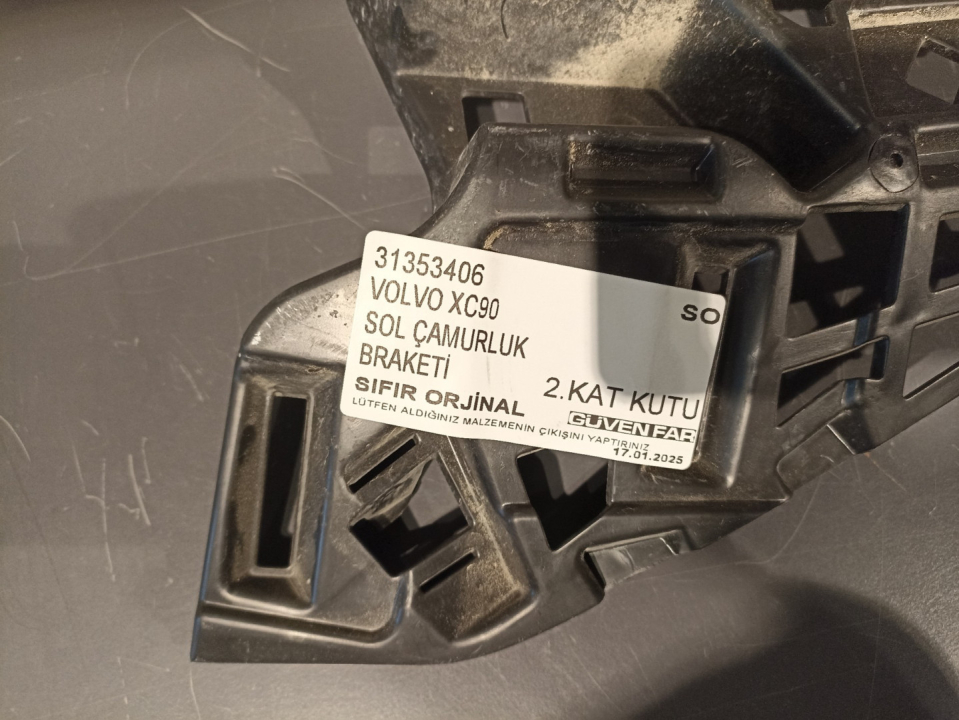 31353406
VOLVO XC90
SO
SOL ÇAMURLUK
BRAKETİ
2.KAT KUTU
SIFIR ORJİNAL
GÜVEN FAR
LÜTFEN ALDIĞINIZ MALZEMENİN ÇIKIŞINI YAPTIRINIZ
17.01.2025